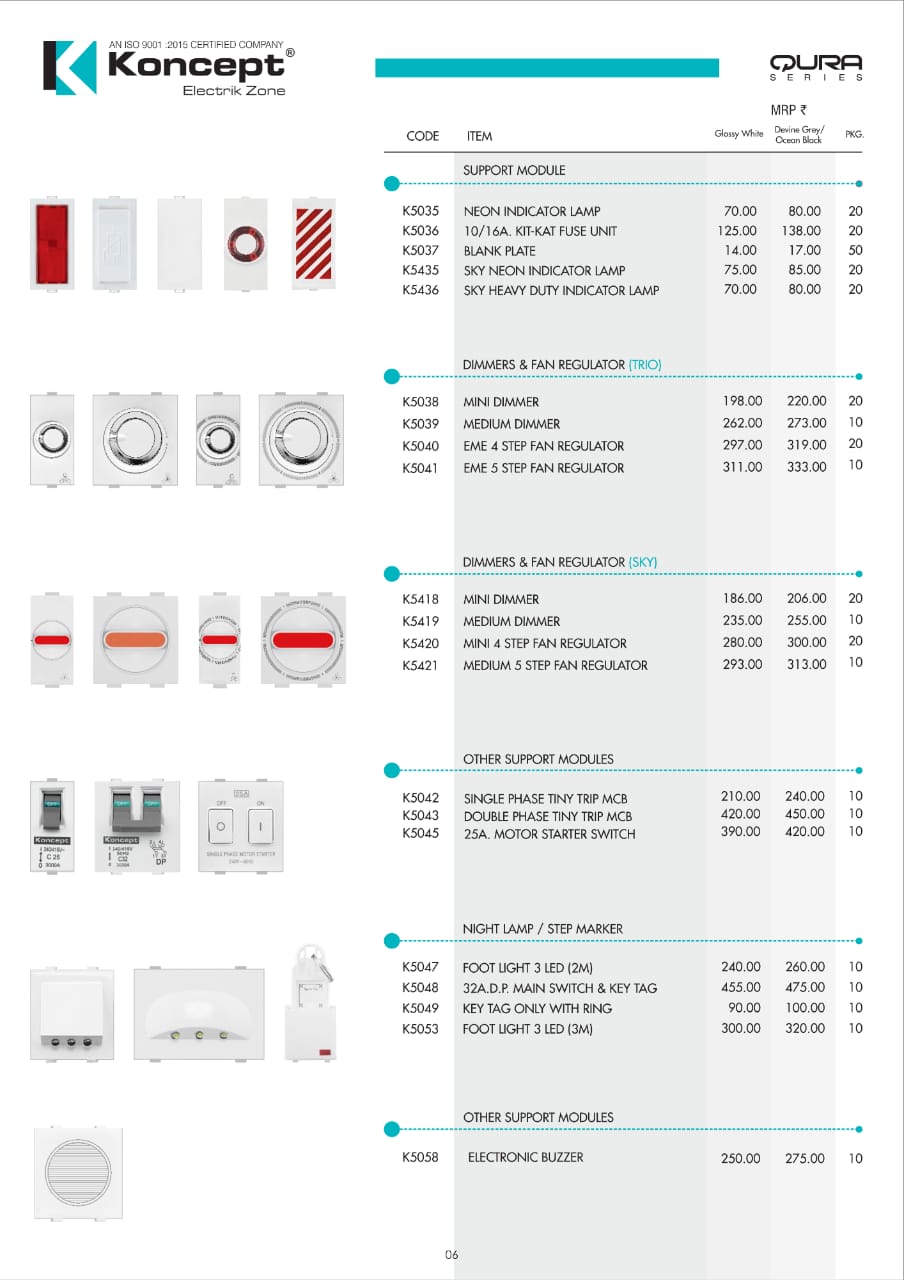 AN ISO 9001 :2015 CERTIFIED COMPANY
Koncept®
Electrik Zone
QURA
SERIES
MRP ₹
CODE ITEM Glossy White Devine Grey/ Ocean Black PKG.
SUPPORT MODULE
K5035 NEON INDICATOR LAMP 70.00 80.00 20
K5036 10/16A. KIT-KAT FUSE UNIT 125.00 138.00 20
K5037 BLANK PLATE 14.00 17.00 50
K5435 SKY NEON INDICATOR LAMP 75.00 85.00 20
K5436 SKY HEAVY DUTY INDICATOR LAMP 70.00 80.00 20
DIMMERS & FAN REGULATOR (TRIO)
K5038 MINI DIMMER 198.00 220.00 20
K5039 MEDIUM DIMMER 262.00 273.00 10
K5040 EME 4 STEP FAN REGULATOR 297.00 319.00 20
K5041 EME 5 STEP FAN REGULATOR 311.00 333.00 10
DIMMERS & FAN REGULATOR (SKY)
K5418 MINI DIMMER 186.00 206.00 20
K5419 MEDIUM DIMMER 235.00 255.00 10
K5420 MINI 4 STEP FAN REGULATOR 280.00 300.00 20
K5421 MEDIUM 5 STEP FAN REGULATOR 293.00 313.00 10
OTHER SUPPORT MODULES
K5042 SINGLE PHASE TINY TRIP MCB 210.00 240.00 10
K5043 DOUBLE PHASE TINY TRIP MCB 420.00 450.00 10
K5045 25A. MOTOR STARTER SWITCH 390.00 420.00 10
Koncept
C 25
3000A
Koncept
C32
3000A
DP
25A
OFF ON
SINGLE PHASE MOTOR STARTER
NIGHT LAMP / STEP MARKER
K5047 FOOT LIGHT 3 LED (2M) 240.00 260.00 10
K5048 32A.D.P. MAIN SWITCH & KEY TAG 455.00 475.00 10
K5049 KEY TAG ONLY WITH RING 90.00 100.00 10
K5053 FOOT LIGHT 3 LED (3M) 300.00 320.00 10
OTHER SUPPORT MODULES
K5058 ELECTRONIC BUZZER 250.00 275.00 10
06